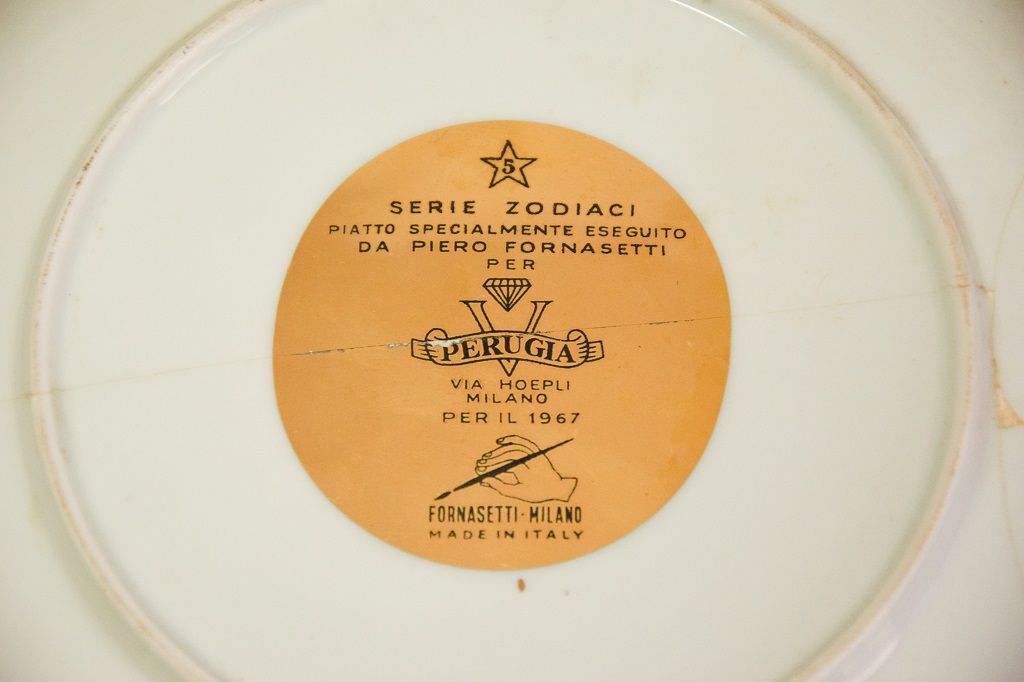 5
SERIE ZODIACI
PIATTO SPECIALMENTE ESEGUITO
DA PIERO FORNASETTI
PER
V
PERUGIA
VIA HOEPLI
MILANO
PER IL 1967
FORNASETTI·MILANO
MADE IN ITALY